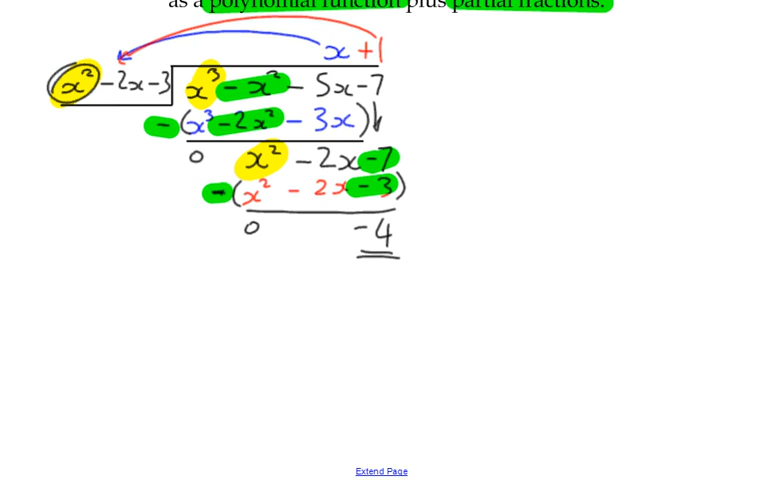 as a polynomial function plus partial fractions.
x + 1
x² - 2x - 3 x³ - x² - 5x - 7
- (x³ - 2x² - 3x)
0 x² - 2x - 7
- (x² - 2x - 3)
0 - 4
Extend Page